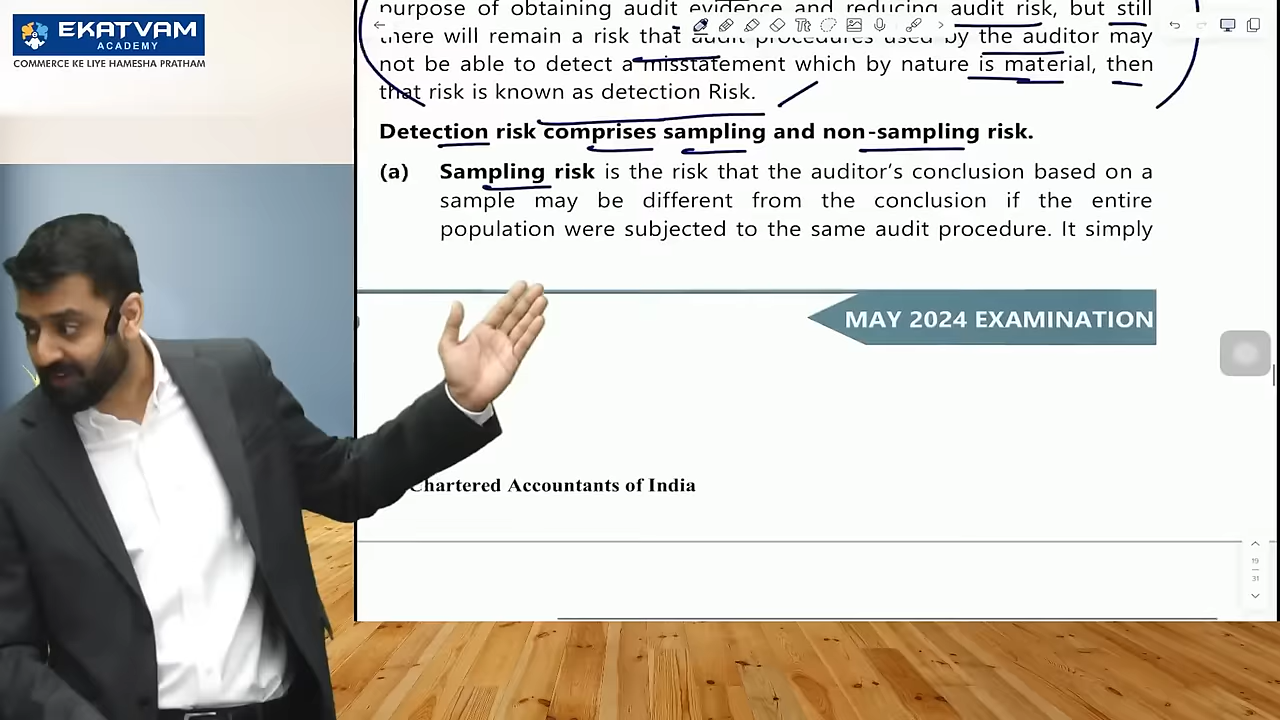 EKATVAM
ACADEMY
COMMERCE KE LIYE HAMESHA PRATHAM
purpose of obtaining audit evidence and reducing audit risk, but still
there will remain a risk that audit procedures used by the auditor may
not be able to detect a misstatement which by nature is material, then
that risk is known as detection Risk.
Detection risk comprises sampling and non-sampling risk.
(a) Sampling risk is the risk that the auditor's conclusion based on a
sample may be different from the conclusion if the entire
population were subjected to the same audit procedure. It simply
MAY 2024 EXAMINATION
Chartered Accountants of India
19
31